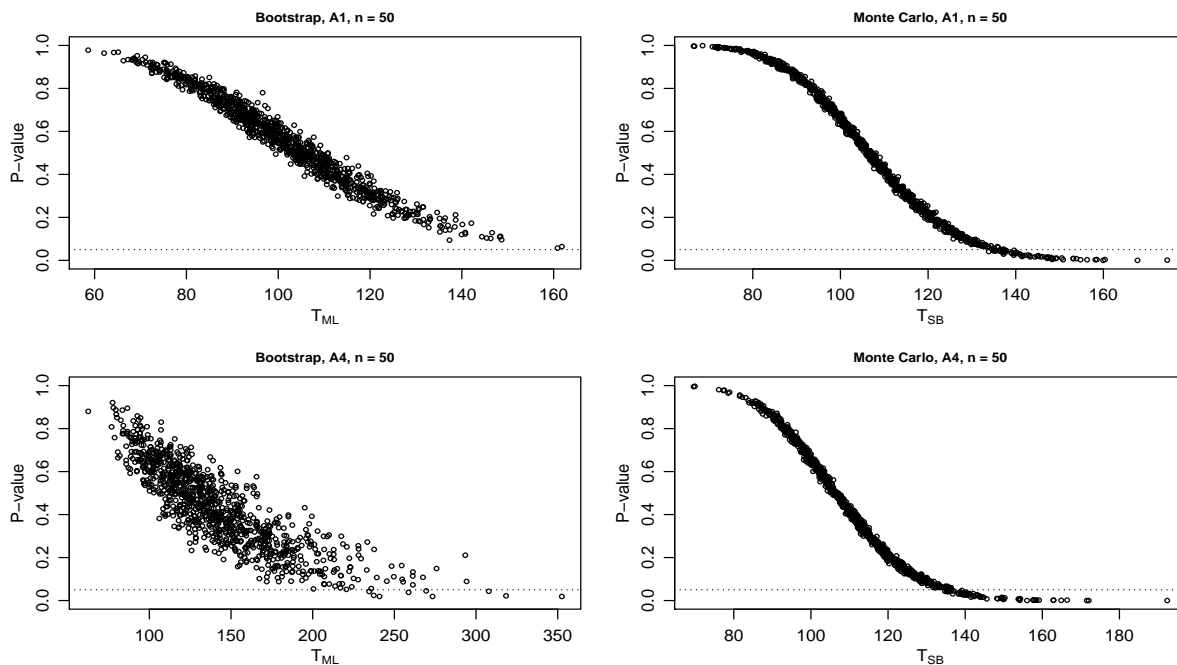 Bootstrap, A1, n = 50
P−value
0.0 0.2 0.4 0.6 0.8 1.0
60 80 100 120 140 160
T_ML
Monte Carlo, A1, n = 50
P−value
0.0 0.2 0.4 0.6 0.8 1.0
80 100 120 140 160
T_SB
Bootstrap, A4, n = 50
P−value
0.0 0.2 0.4 0.6 0.8 1.0
100 150 200 250 300 350
T_ML
Monte Carlo, A4, n = 50
P−value
0.0 0.2 0.4 0.6 0.8 1.0
80 100 120 140 160 180
T_SB